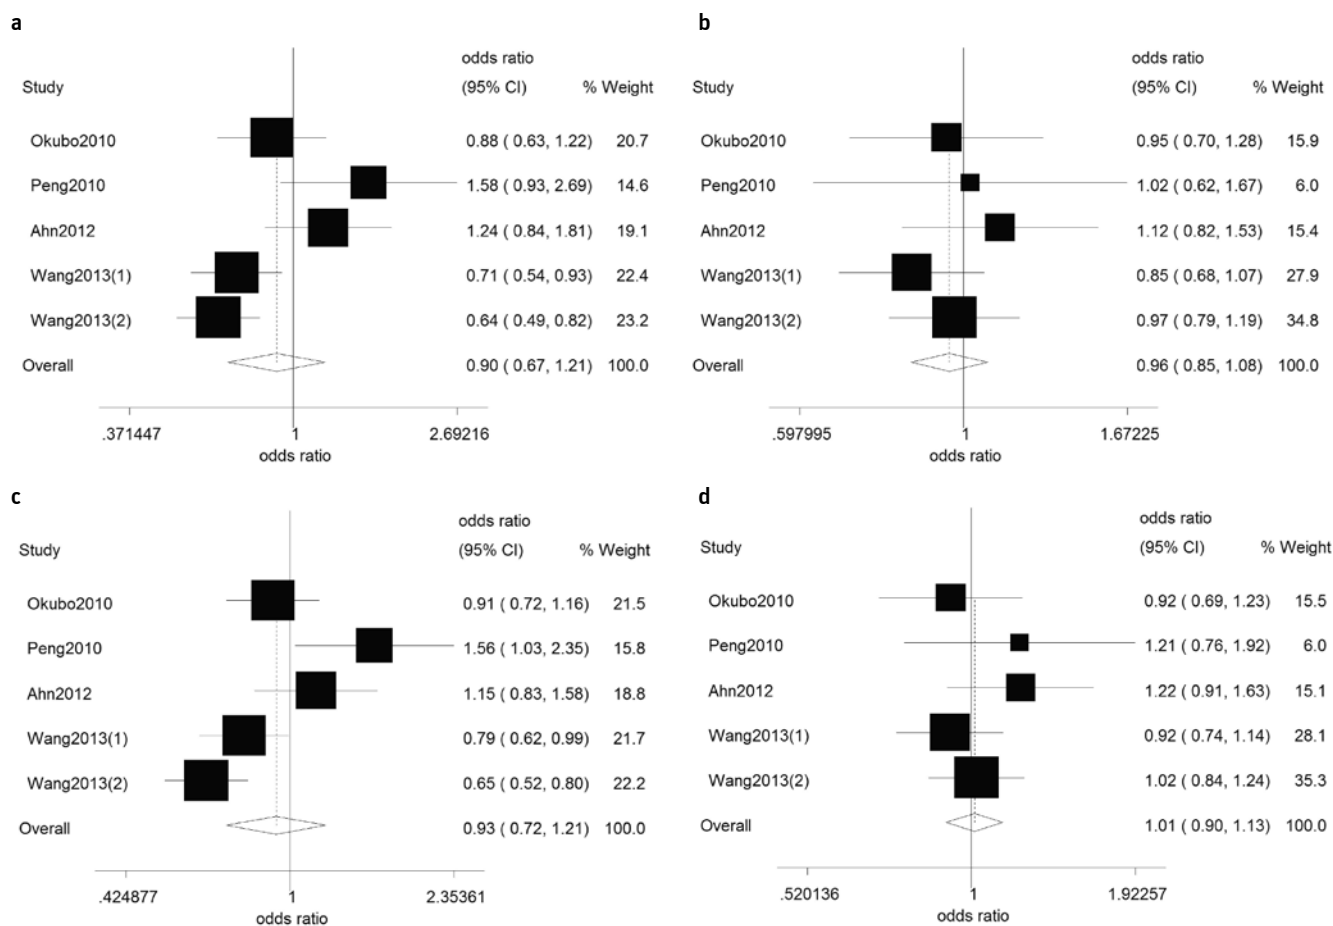 a
odds ratio
Study (95% CI) % Weight
Okubo2010 0.88 ( 0.63, 1.22) 20.7
Peng2010 1.58 ( 0.93, 2.69) 14.6
Ahn2012 1.24 ( 0.84, 1.81) 19.1
Wang2013(1) 0.71 ( 0.54, 0.93) 22.4
Wang2013(2) 0.64 ( 0.49, 0.82) 23.2
Overall 0.90 ( 0.67, 1.21) 100.0
.371447 1 2.69216
odds ratio
b
odds ratio
Study (95% CI) % Weight
Okubo2010 0.95 ( 0.70, 1.28) 15.9
Peng2010 1.02 ( 0.62, 1.67) 6.0
Ahn2012 1.12 ( 0.82, 1.53) 15.4
Wang2013(1) 0.85 ( 0.68, 1.07) 27.9
Wang2013(2) 0.97 ( 0.79, 1.19) 34.8
Overall 0.96 ( 0.85, 1.08) 100.0
.597995 1 1.67225
odds ratio
c
odds ratio
Study (95% CI) % Weight
Okubo2010 0.91 ( 0.72, 1.16) 21.5
Peng2010 1.56 ( 1.03, 2.35) 15.8
Ahn2012 1.15 ( 0.83, 1.58) 18.8
Wang2013(1) 0.79 ( 0.62, 0.99) 21.7
Wang2013(2) 0.65 ( 0.52, 0.80) 22.2
Overall 0.93 ( 0.72, 1.21) 100.0
.424877 1 2.35361
odds ratio
d
odds ratio
Study (95% CI) % Weight
Okubo2010 0.92 ( 0.69, 1.23) 15.5
Peng2010 1.21 ( 0.76, 1.92) 6.0
Ahn2012 1.22 ( 0.91, 1.63) 15.1
Wang2013(1) 0.92 ( 0.74, 1.14) 28.1
Wang2013(2) 1.02 ( 0.84, 1.24) 35.3
Overall 1.01 ( 0.90, 1.13) 100.0
.520136 1 1.92257
odds ratio